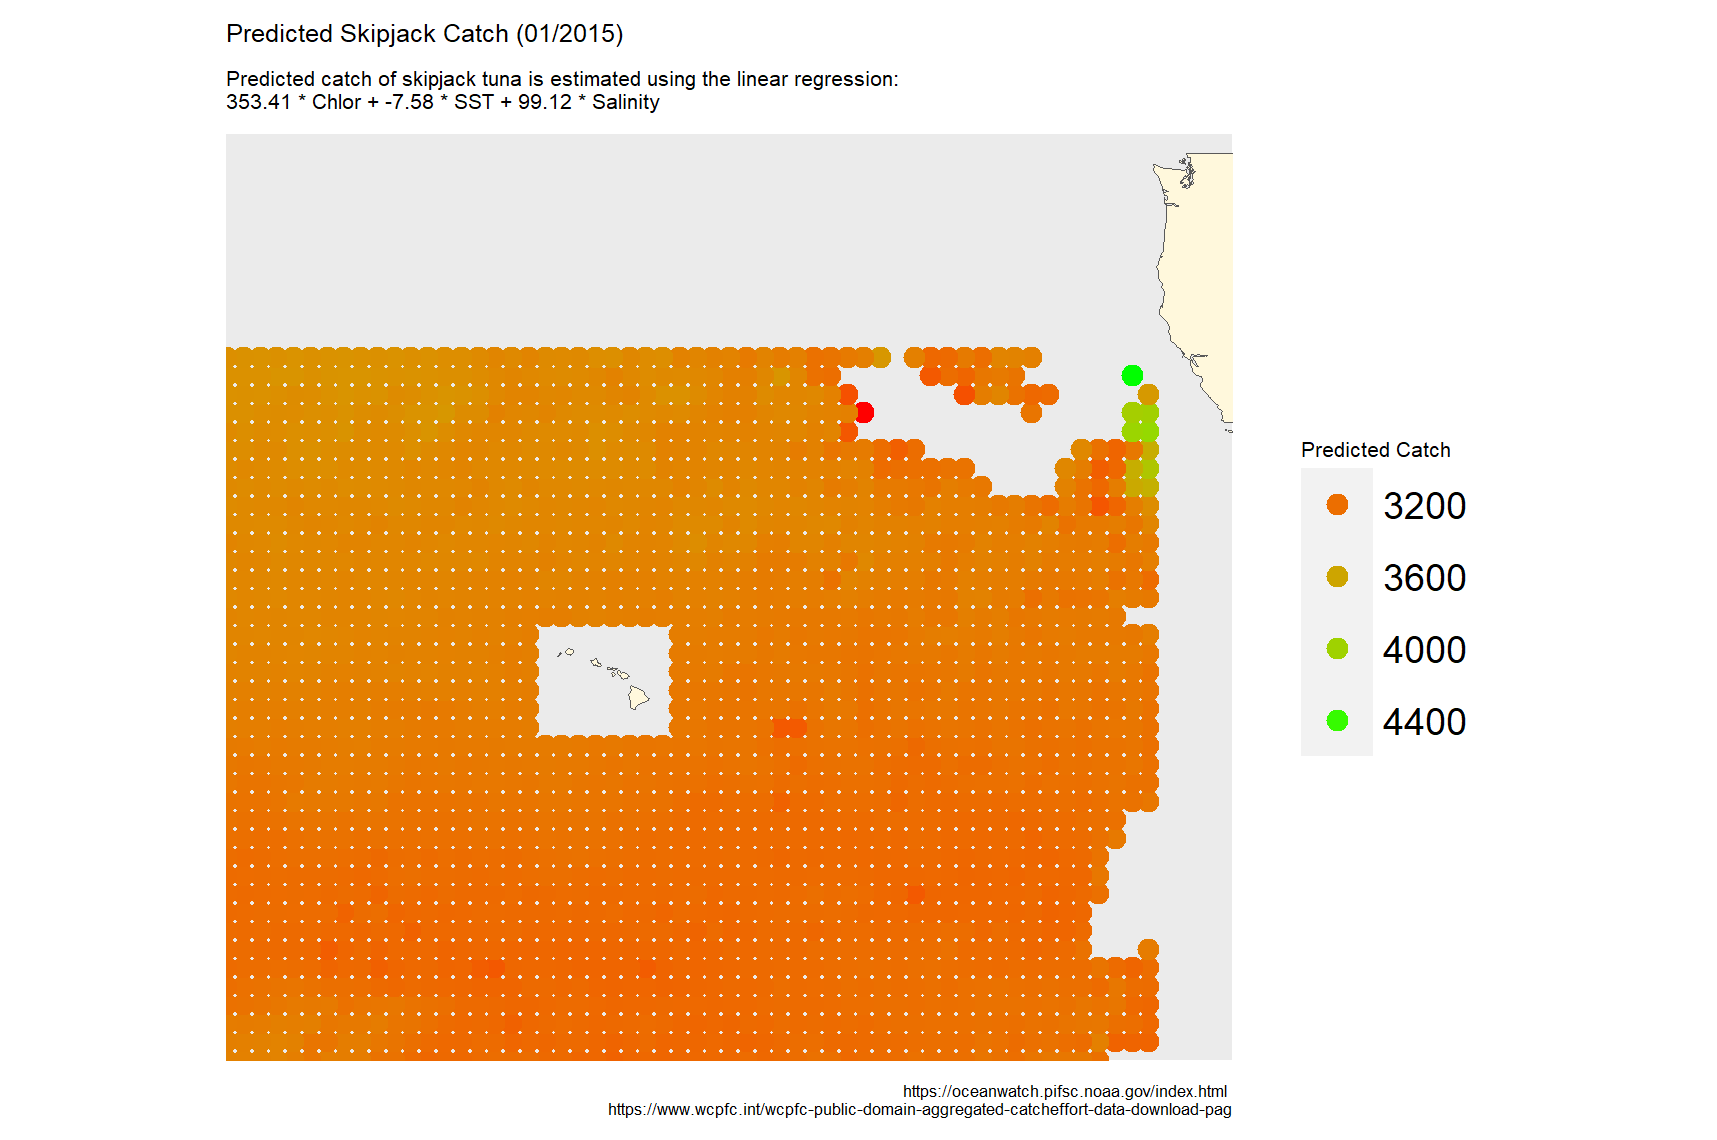 Predicted Skipjack Catch (01/2015)
Predicted catch of skipjack tuna is estimated using the linear regression:
353.41 * Chlor + -7.58 * SST + 99.12 * Salinity
Predicted Catch
3200
3600
4000
4400
https://oceanwatch.pifsc.noaa.gov/index.html
https://www.wcpfc.int/wcpfc-public-domain-aggregated-catcheffort-data-download-pag